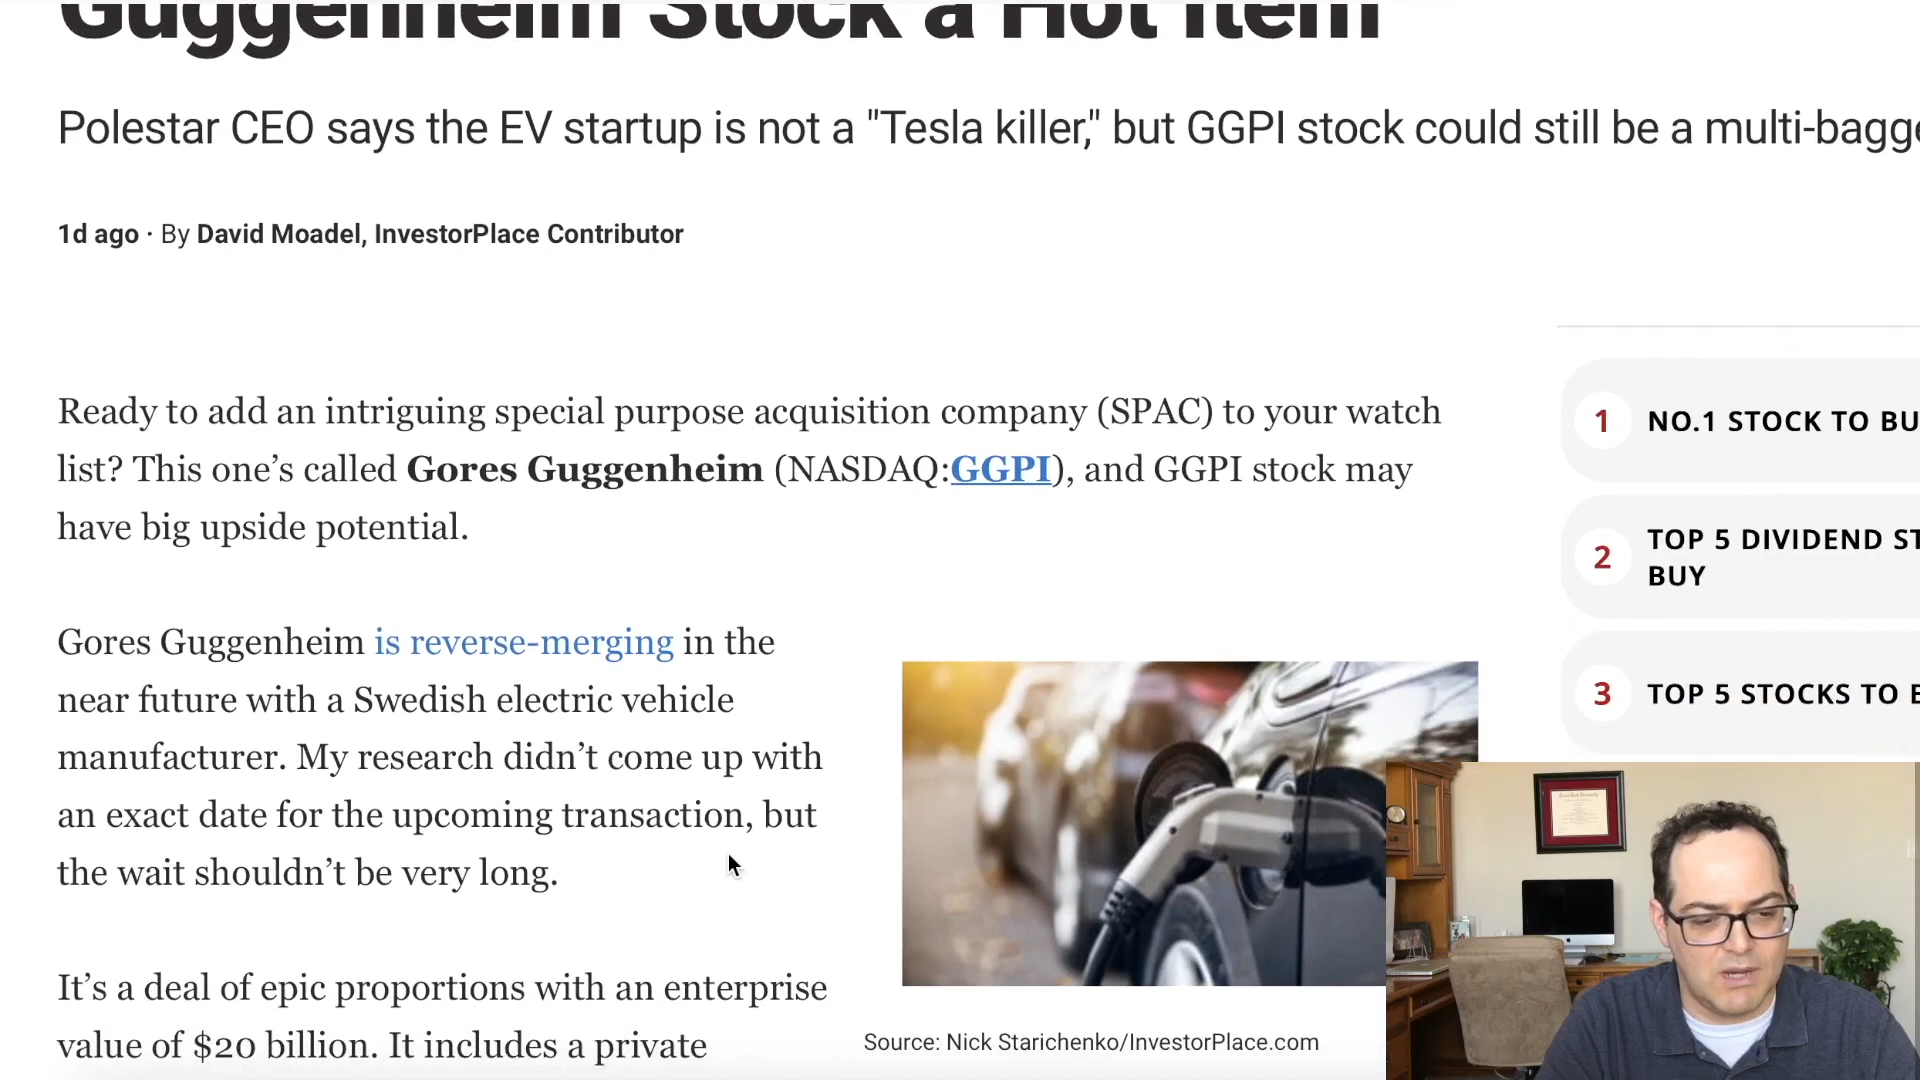 Guggenheim Stock a Hot Item
Polestar CEO says the EV startup is not a "Tesla killer," but GGPI stock could still be a multi-bagge
1d ago · By David Moadel, InvestorPlace Contributor
Ready to add an intriguing special purpose acquisition company (SPAC) to your watch
list? This one’s called Gores Guggenheim (NASDAQ:GGPI), and GGPI stock may
have big upside potential.
Gores Guggenheim is reverse-merging in the
near future with a Swedish electric vehicle
manufacturer. My research didn’t come up with
an exact date for the upcoming transaction, but
the wait shouldn’t be very long.
It’s a deal of epic proportions with an enterprise
value of $20 billion. It includes a private
Source: Nick Starichenko/InvestorPlace.com
1 NO.1 STOCK TO BU
2 TOP 5 DIVIDEND ST
BUY
3 TOP 5 STOCKS TO B